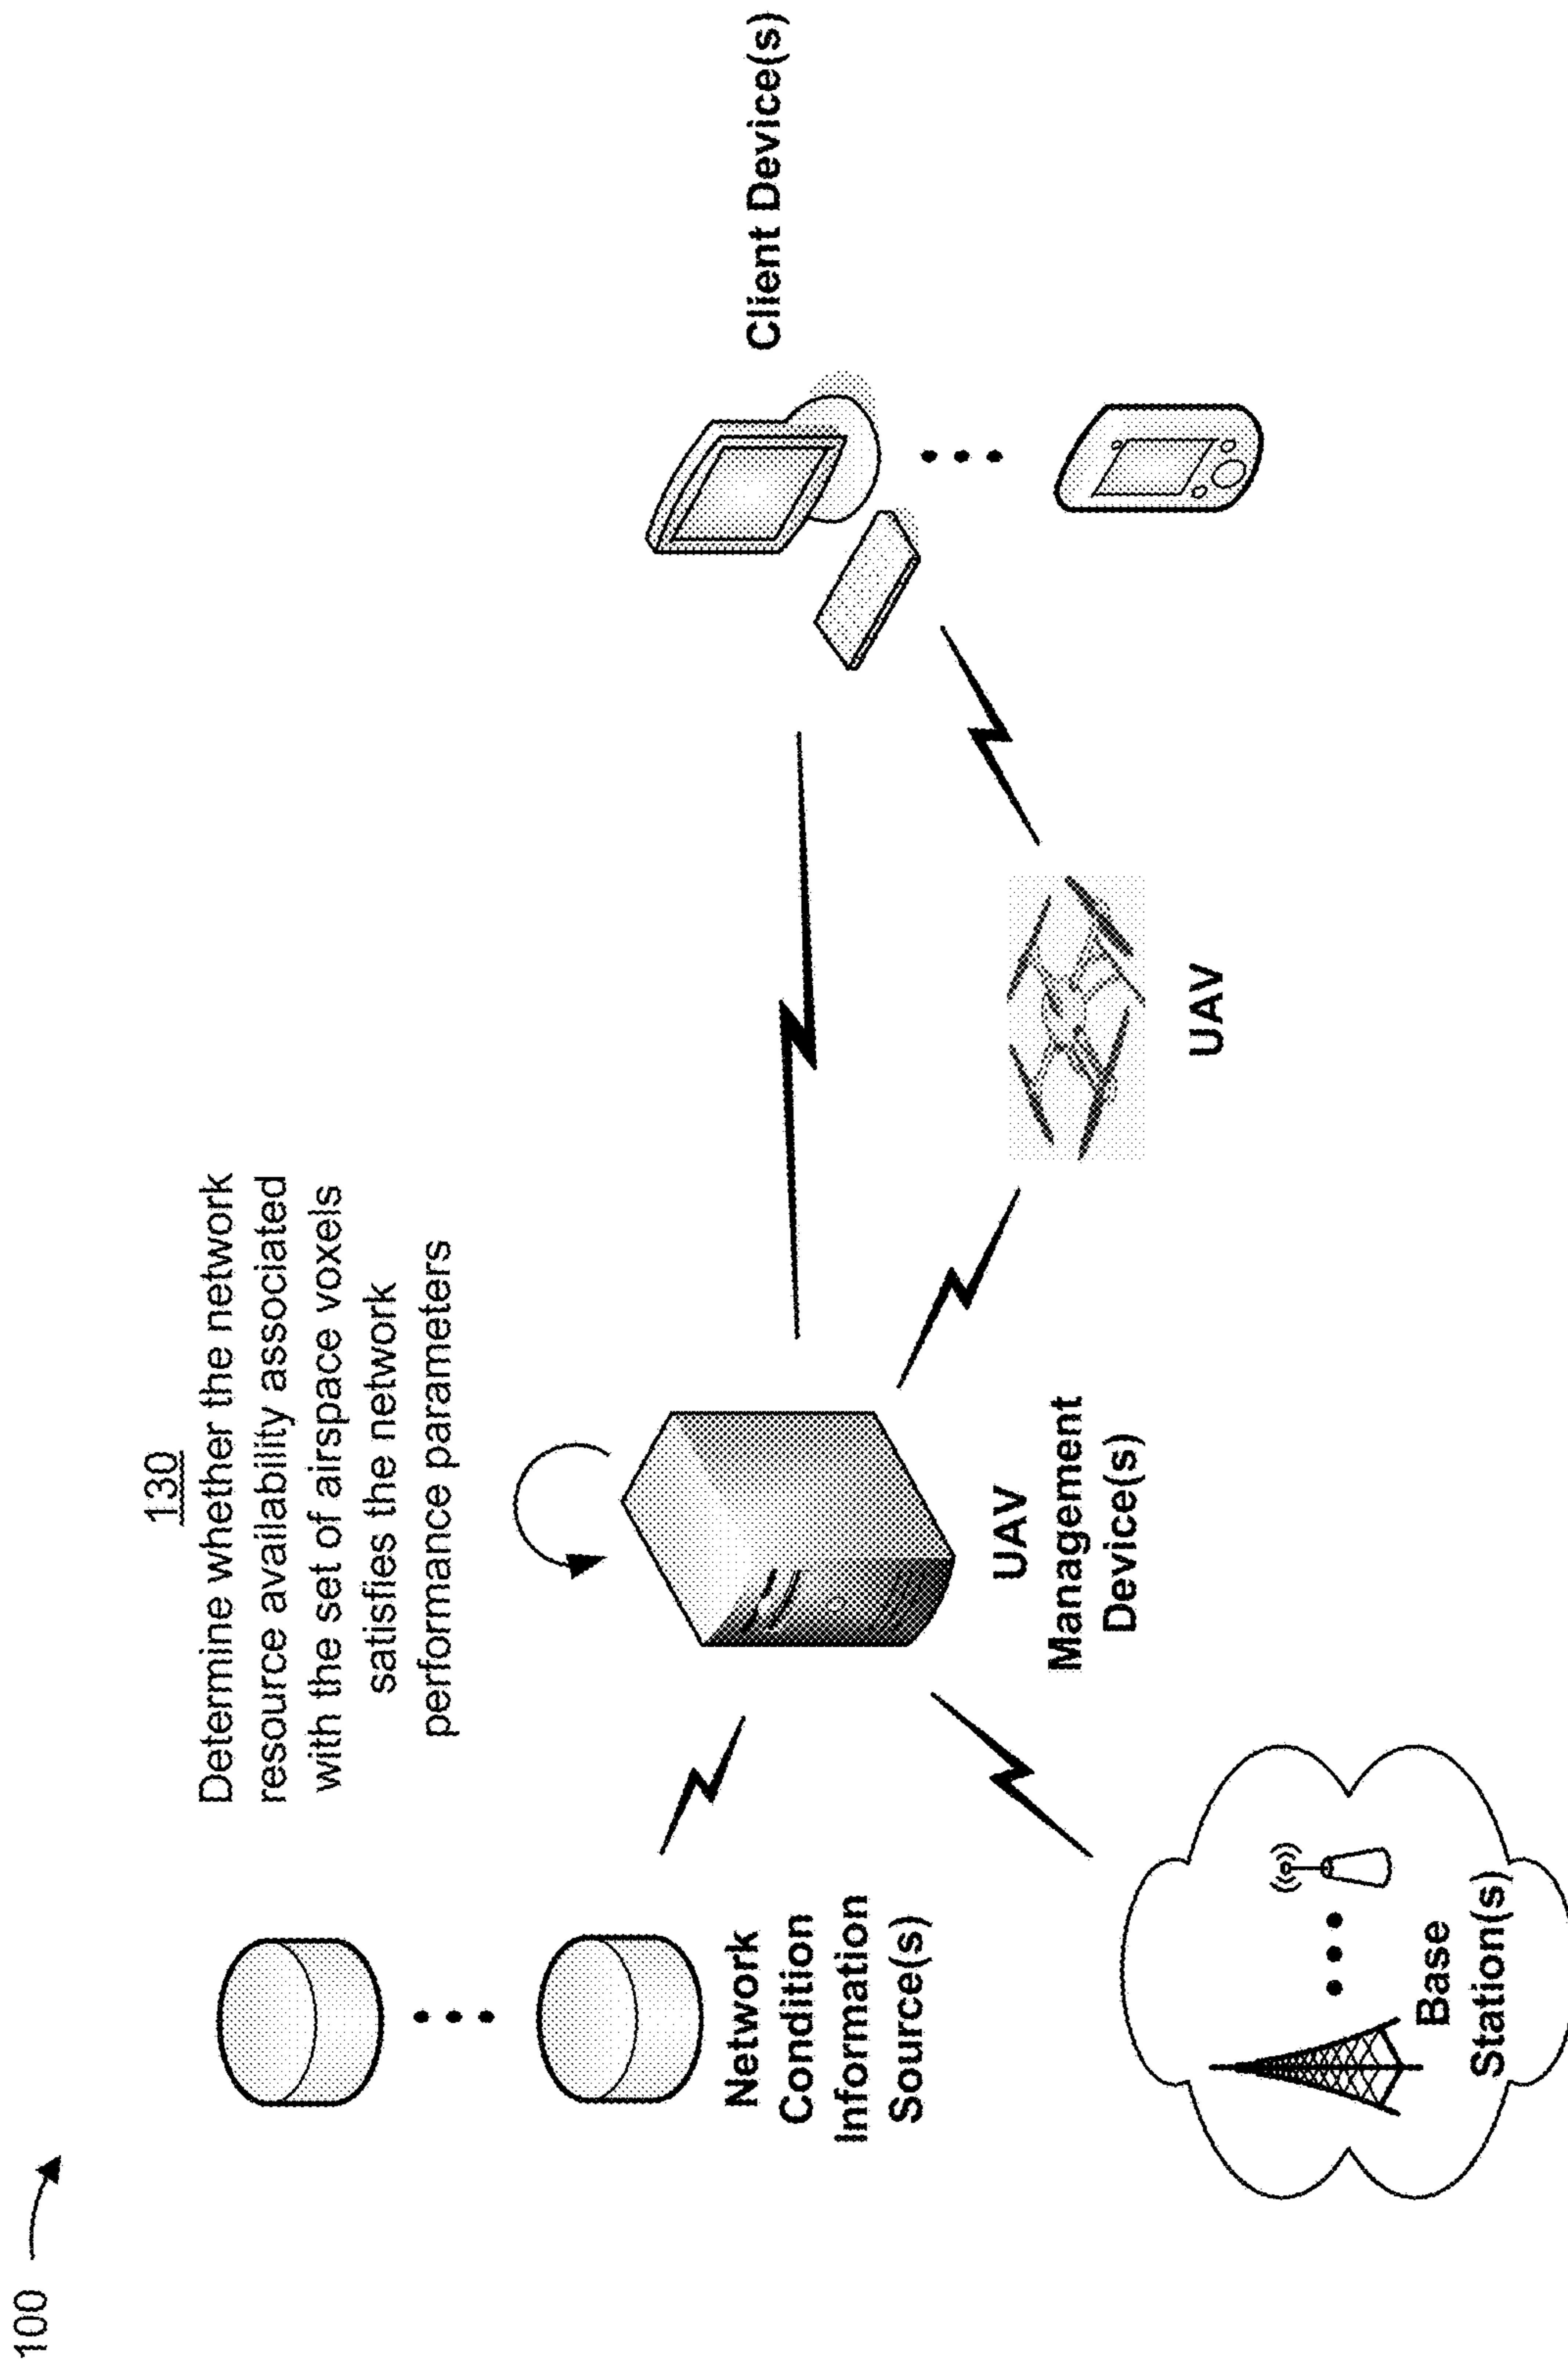 100
130
Determine whether the network
resource availability associated
with the set of airspace voxels
satisfies the network
performance parameters
Network
Condition
Information
Source(s)
Base
Station(s)
UAV
Management
Device(s)
UAV
Client Device(s)